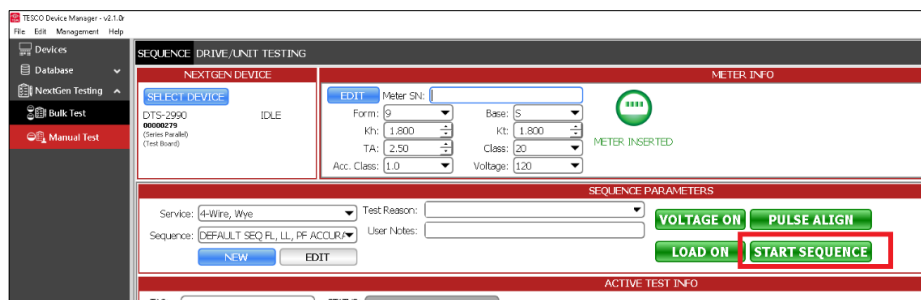 TESCO Device Manager - v2.1.0r
File Edit Management Help
Devices
Database
NextGen Testing
Bulk Test
Manual Test
SEQUENCE DRIVE/UNIT TESTING
NEXTGEN DEVICE
SELECT DEVICE
DTS-2990 IDLE
00000279
(Series Parallel)
(Test Board)
METER INFO
EDIT Meter SN:
Form: 9 Base: S
Kh: 1.800 Kt: 1.800
TA: 2.50 Class: 20
Acc. Class: 1.0 Voltage: 120
METER INSERTED
SEQUENCE PARAMETERS
Service: 4-Wire, Wye Test Reason:
Sequence: DEFAULT SEQ FL, LL, PF ACCURA User Notes:
NEW EDIT
VOLTAGE ON PULSE ALIGN
LOAD ON START SEQUENCE
ACTIVE TEST INFO